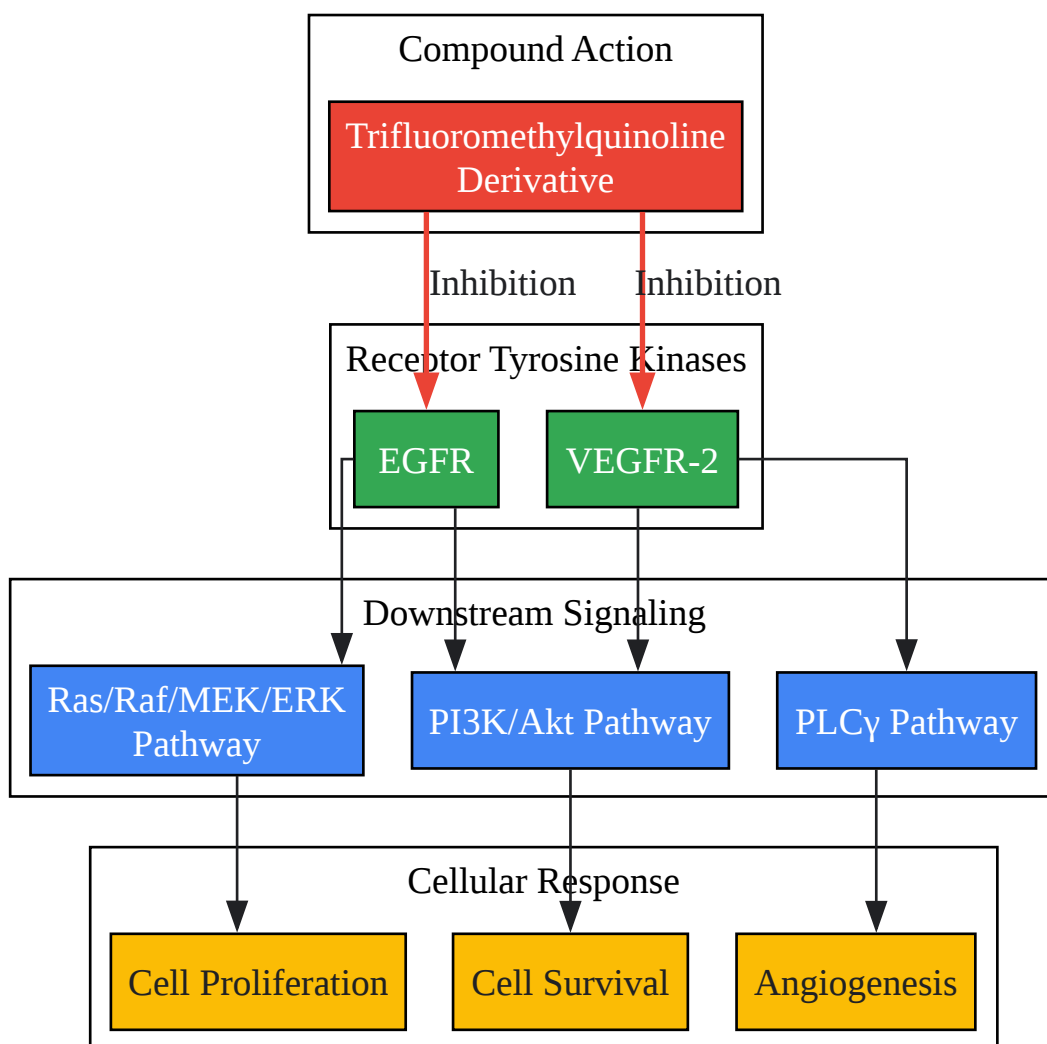 Compound Action
Trifluoromethylquinoline
Derivative
Inhibition
Inhibition
Receptor Tyrosine Kinases
EGFR
VEGFR-2
Downstream Signaling
Ras/Raf/MEK/ERK
Pathway
PI3K/Akt Pathway
PLCγ Pathway
Cellular Response
Cell Proliferation
Cell Survival
Angiogenesis